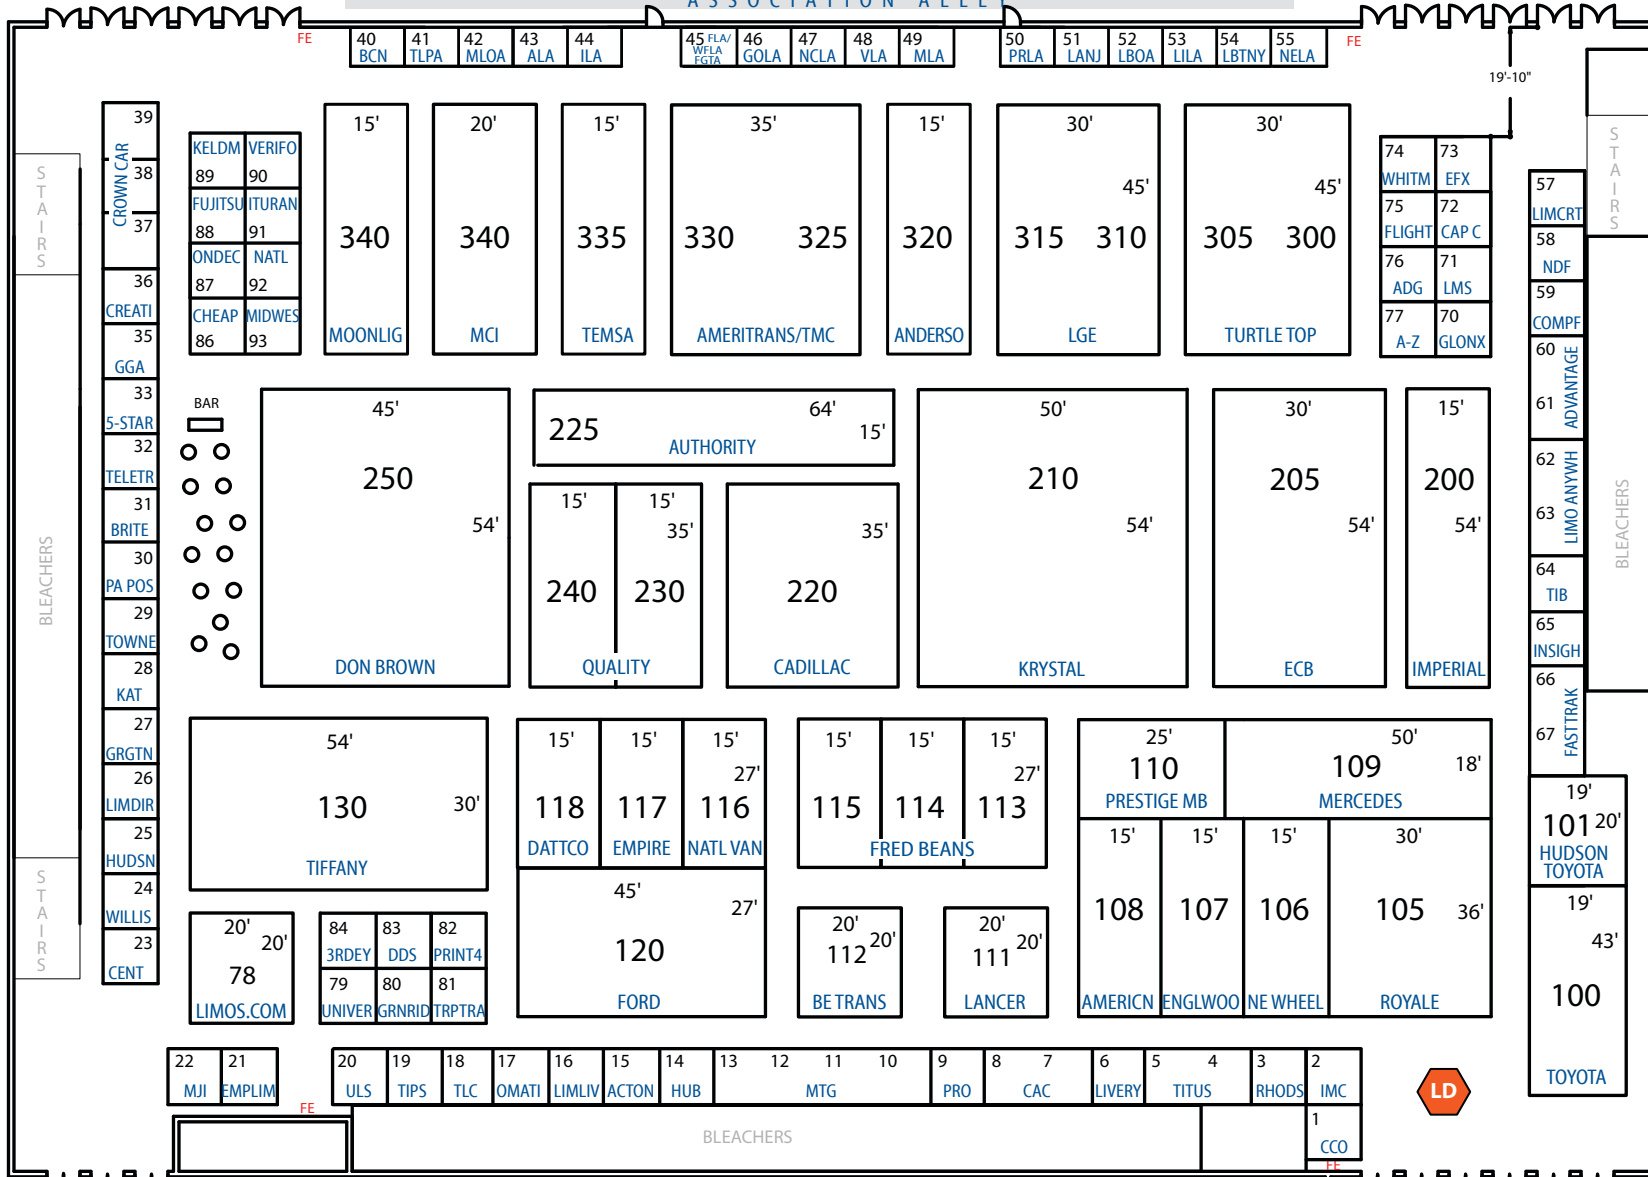 ASSOCIATION ALLEY
FE
40
BCN
41
TLPA
42
MLOA
43
ALA
44
ILA
45 FLA/
WFLA
FGTA
46
GOLA
47
NCLA
48
VLA
49
MLA
50
PRLA
51
LANJ
52
LBOA
53
LILA
54
LBTNY
55
NELA
FE
19'-10"
STAIRS
BLEACHERS
STAIRS
39
38
37
CROWN CAR
36
CREATI
35
GGA
33
5-STAR
32
TELETR
31
BRITE
30
PA POS
29
TOWNE
28
KAT
27
GRGTN
26
LIMDIR
25
HUDSN
24
WILLIS
23
CENT
KELDM
89
VERIFO
90
FUJITSU
88
ITURAN
91
ONDEC
87
NATL
92
CHEAP
86
MIDWES
93
15'
340
MOONLIG
20'
340
MCI
15'
335
TEMSA
35'
330 325
AMERITRANS/TMC
15'
320
ANDERSO
30'
45'
315 310
LGE
30'
45'
305 300
TURTLE TOP
74
WHITM
73
EFX
75
FLIGHT
72
CAP C
76
ADG
71
LMS
77
A-Z
70
GLONX
57
LIMCRT
58
NDF
59
COMPF
60
61
ADVANTAGE
62
63
LIMO ANYWH
64
TIB
65
INSIGH
66
67
FASTTRAK
STAIRS
BLEACHERS
BAR
45'
250
54'
DON BROWN
225
64'
15'
AUTHORITY
15'
240
15'
35'
230
QUALITY
35'
220
CADILLAC
50'
210
54'
KRYSTAL
30'
205
54'
ECB
15'
200
54'
IMPERIAL
54'
130
30'
TIFFANY
15'
118
DATTCO
15'
117
EMPIRE
15'
27'
116
NATL VAN
15'
115
15'
114
15'
27'
113
FRED BEANS
25'
110
PRESTIGE MB
50'
109
18'
MERCEDES
19'
101 20'
HUDSON
TOYOTA
20'
20'
78
LIMOS.COM
84
3RDEY
83
DDS
82
PRINT4
79
UNIVER
80
GRNRID
81
TRPTRA
45'
27'
120
FORD
20'
112 20'
BE TRANS
20'
111 20'
LANCER
15'
108
AMERICN
15'
107
ENGLWOO
15'
106
NE WHEEL
30'
105
36'
ROYALE
19'
43'
100
TOYOTA
22
MJI
21
EMPLIM
20
ULS
19
TIPS
18
TLC
17
OMATI
16
LIMLIV
15
ACTON
14
HUB
13 12 11 10
MTG
9
PRO
8 7
CAC
6
LIVERY
5 4
TITUS
3
RHODS
2
IMC
1
CCO
LD
FE
BLEACHERS
FE